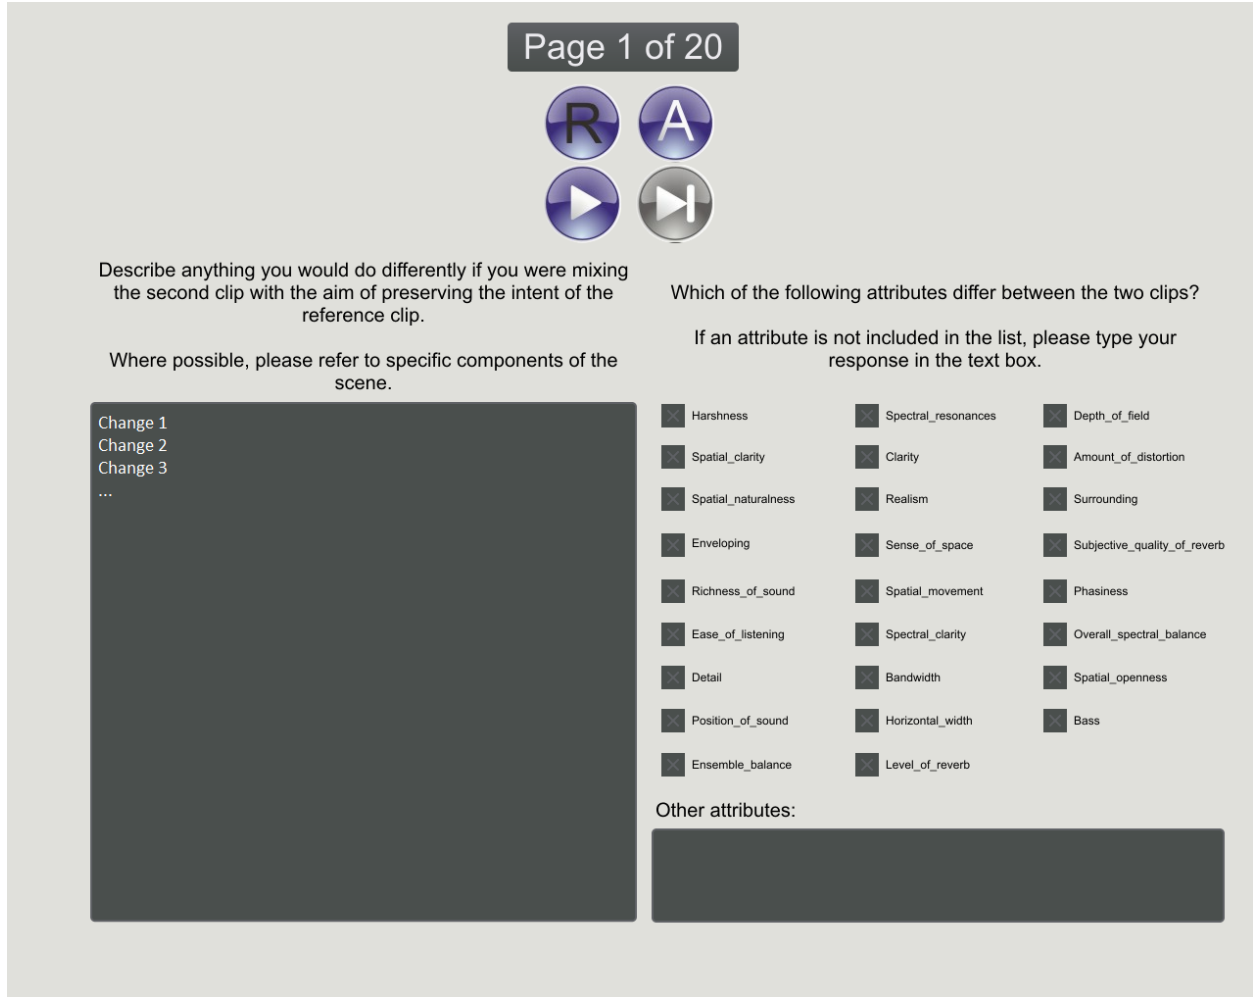 Page 1 of 20
R
A
Describe anything you would do differently if you were mixing
the second clip with the aim of preserving the intent of the
reference clip.
Where possible, please refer to specific components of the
scene.
Change 1
Change 2
Change 3
...
Which of the following attributes differ between the two clips?
If an attribute is not included in the list, please type your
response in the text box.
Harshness
Spectral_resonances
Depth_of_field
Spatial_clarity
Clarity
Amount_of_distortion
Spatial_naturalness
Realism
Surrounding
Enveloping
Sense_of_space
Subjective_quality_of_reverb
Richness_of_sound
Spatial_movement
Phasiness
Ease_of_listening
Spectral_clarity
Overall_spectral_balance
Detail
Bandwidth
Spatial_openness
Position_of_sound
Horizontal_width
Bass
Ensemble_balance
Level_of_reverb
Other attributes: